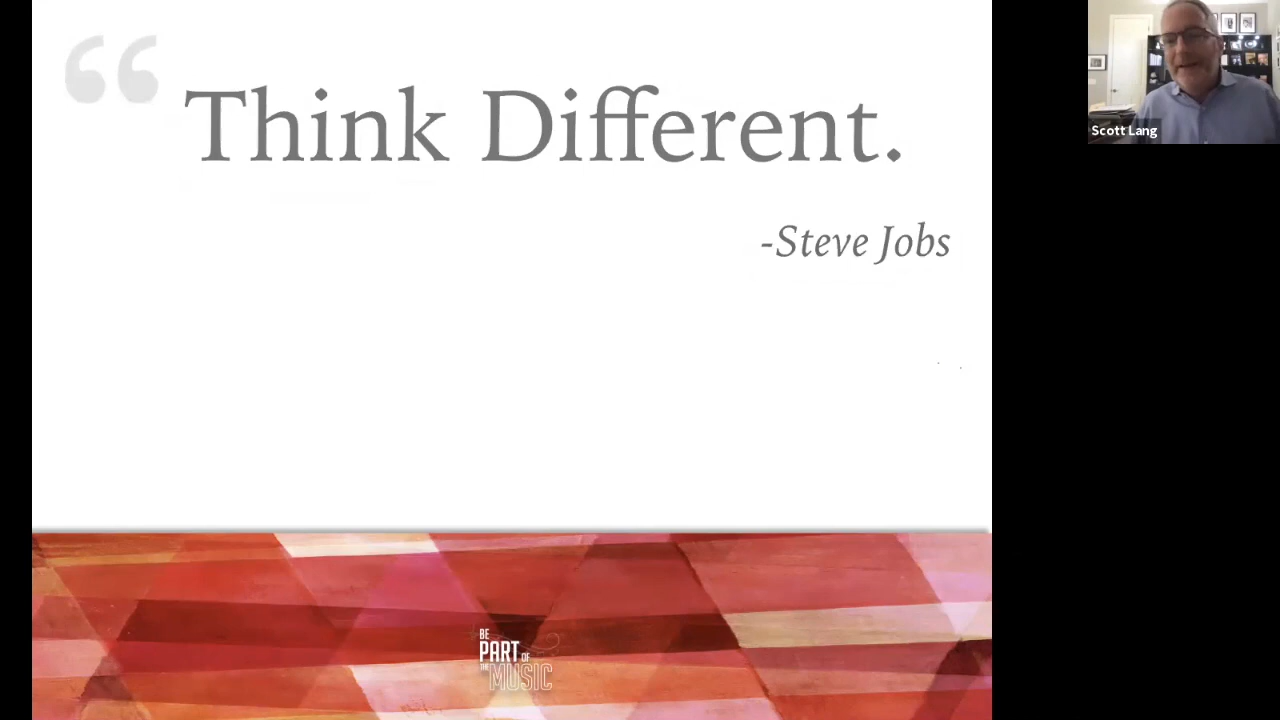 “
Think Different.
-Steve Jobs
Scott Lang
BE
PART OF
THE MUSIC